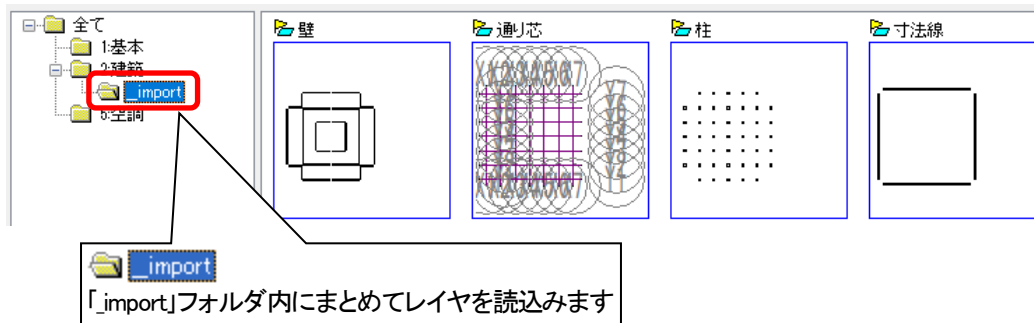 全て
1:基本
2:建築
_import
5:空調
壁
通り芯
柱
寸法線
_import
「_import」フォルダ内にまとめてレイヤを読込みます